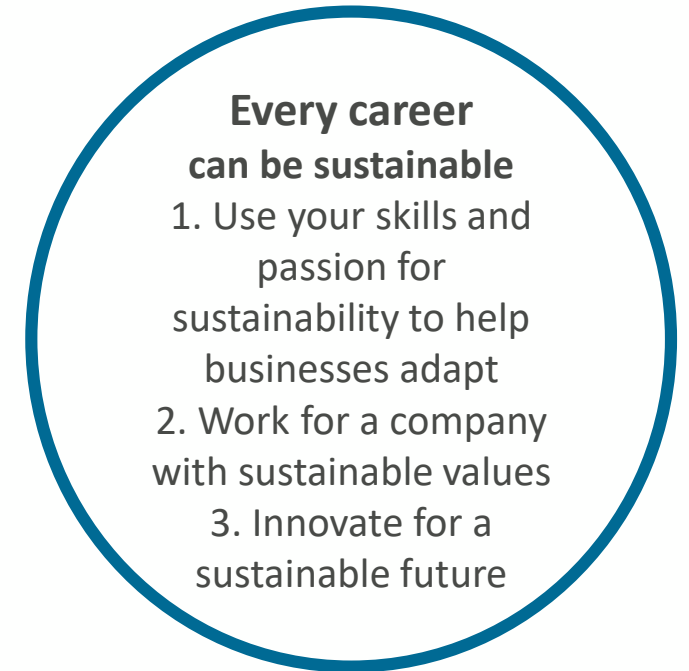 Every career
can be sustainable
1. Use your skills and
passion for
sustainability to help
businesses adapt
2. Work for a company
with sustainable values
3. Innovate for a
sustainable future